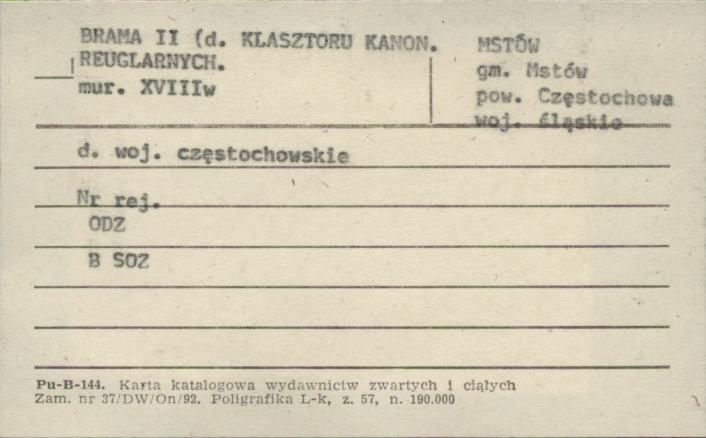 BRAMA II (d. KLASZTORU KANON.
REUGLARNYCH.
mur. XVIIIw
MSTÓW
gm. Mstów
pow. Częstochowa
woj. śląskie
d. woj. częstochowskie
Nr rej.
ODZ
B SOZ
Pu-B-144. Karta katalogowa wydawnictw zwartych i ciąłych
Zam. nr 37/DW/On/92. Poligrafika L-k, z. 57, n. 190.000